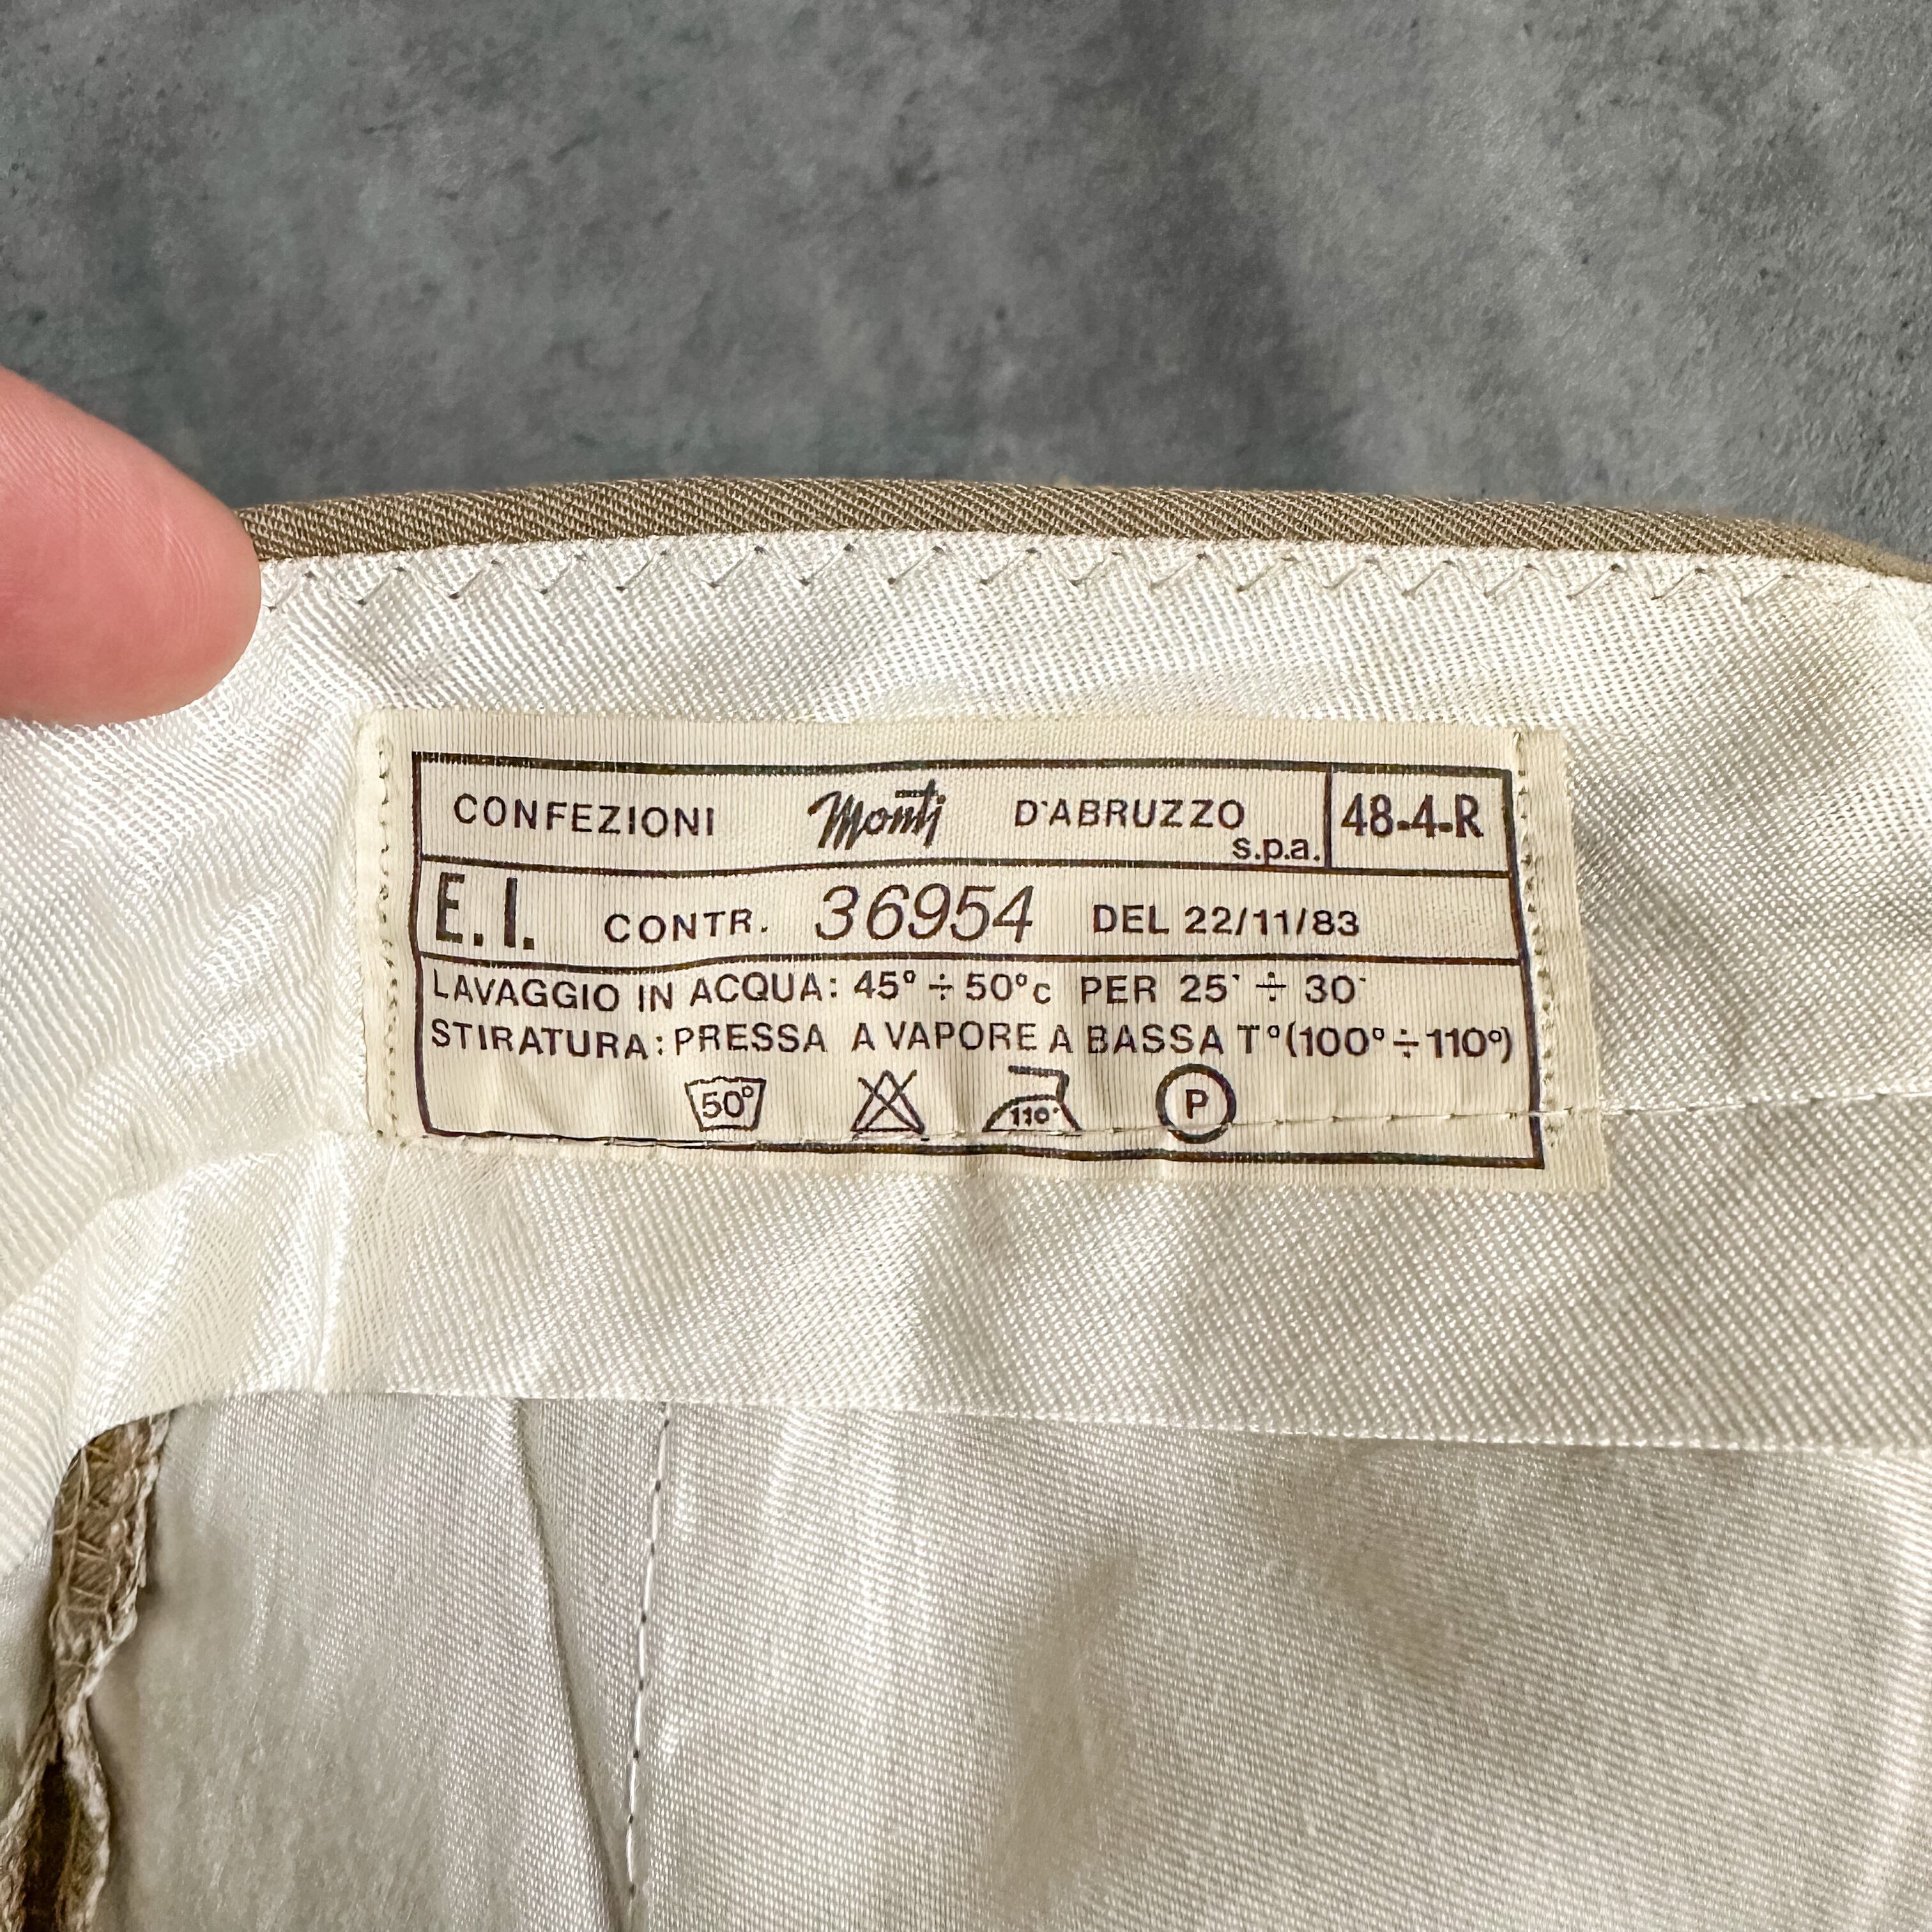 CONFEZIONI Monti D'ABRUZZO s.p.a. 48-4-R
E.I. CONTR. 36954 DEL 22/11/83
LAVAGGIO IN ACQUA: 45° ÷ 50°c PER 25' ÷ 30'
STIRATURA: PRESSA A VAPORE A BASSA T° (100° ÷ 110°)
50° 110° P